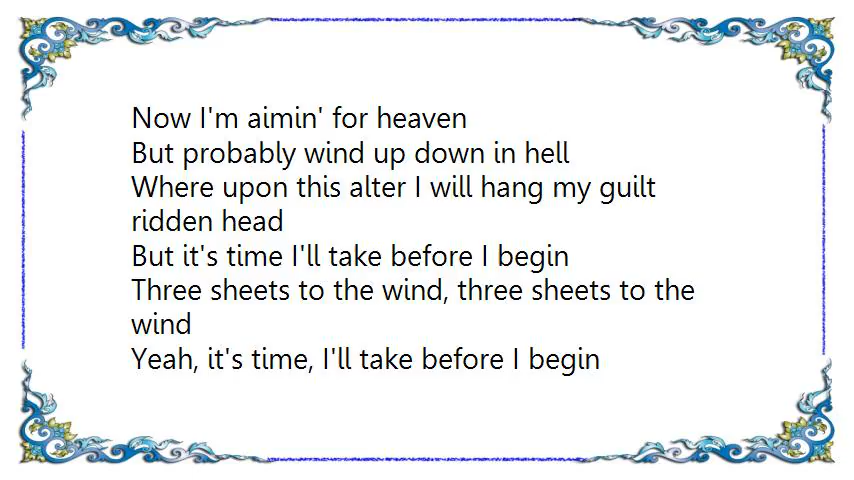 Now I'm aimin' for heaven
But probably wind up down in hell
Where upon this alter I will hang my guilt
ridden head
But it's time I'll take before I begin
Three sheets to the wind, three sheets to the
wind
Yeah, it's time, I'll take before I begin